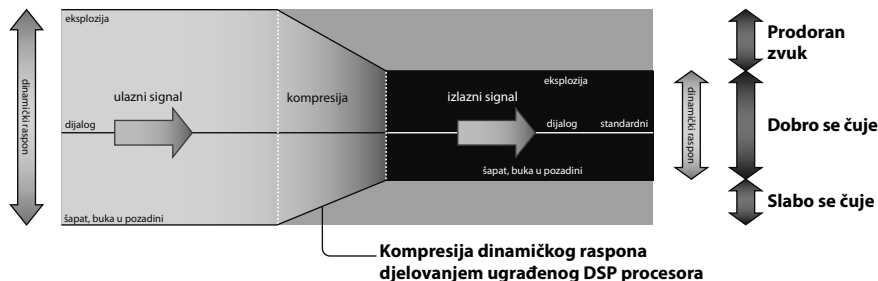 eksplozija
dinamički raspon
ulazni signal
dijalog
šapat, buka u pozadini
kompresija
eksplozija
izlazni signal
dijalog
standardni
šapat, buka u pozadini
dinamički raspon
Prodoran
zvuk
Dobro se čuje
Slabo se čuje
Kompresija dinamičkog raspona
djelovanjem ugrađenog DSP procesora